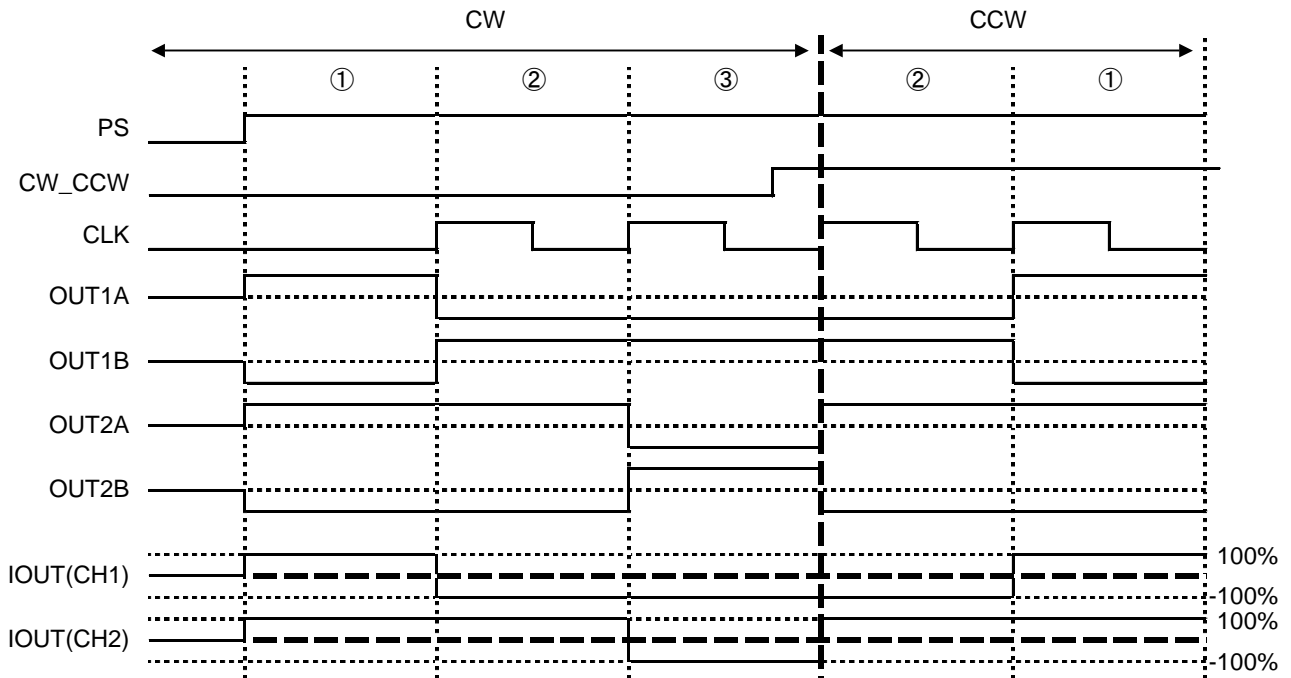 CW CCW
① ② ③ ② ①
PS
CW_CCW
CLK
OUT1A
OUT1B
OUT2A
OUT2B
IOUT(CH1)
100%
-100%
IOUT(CH2)
100%
-100%